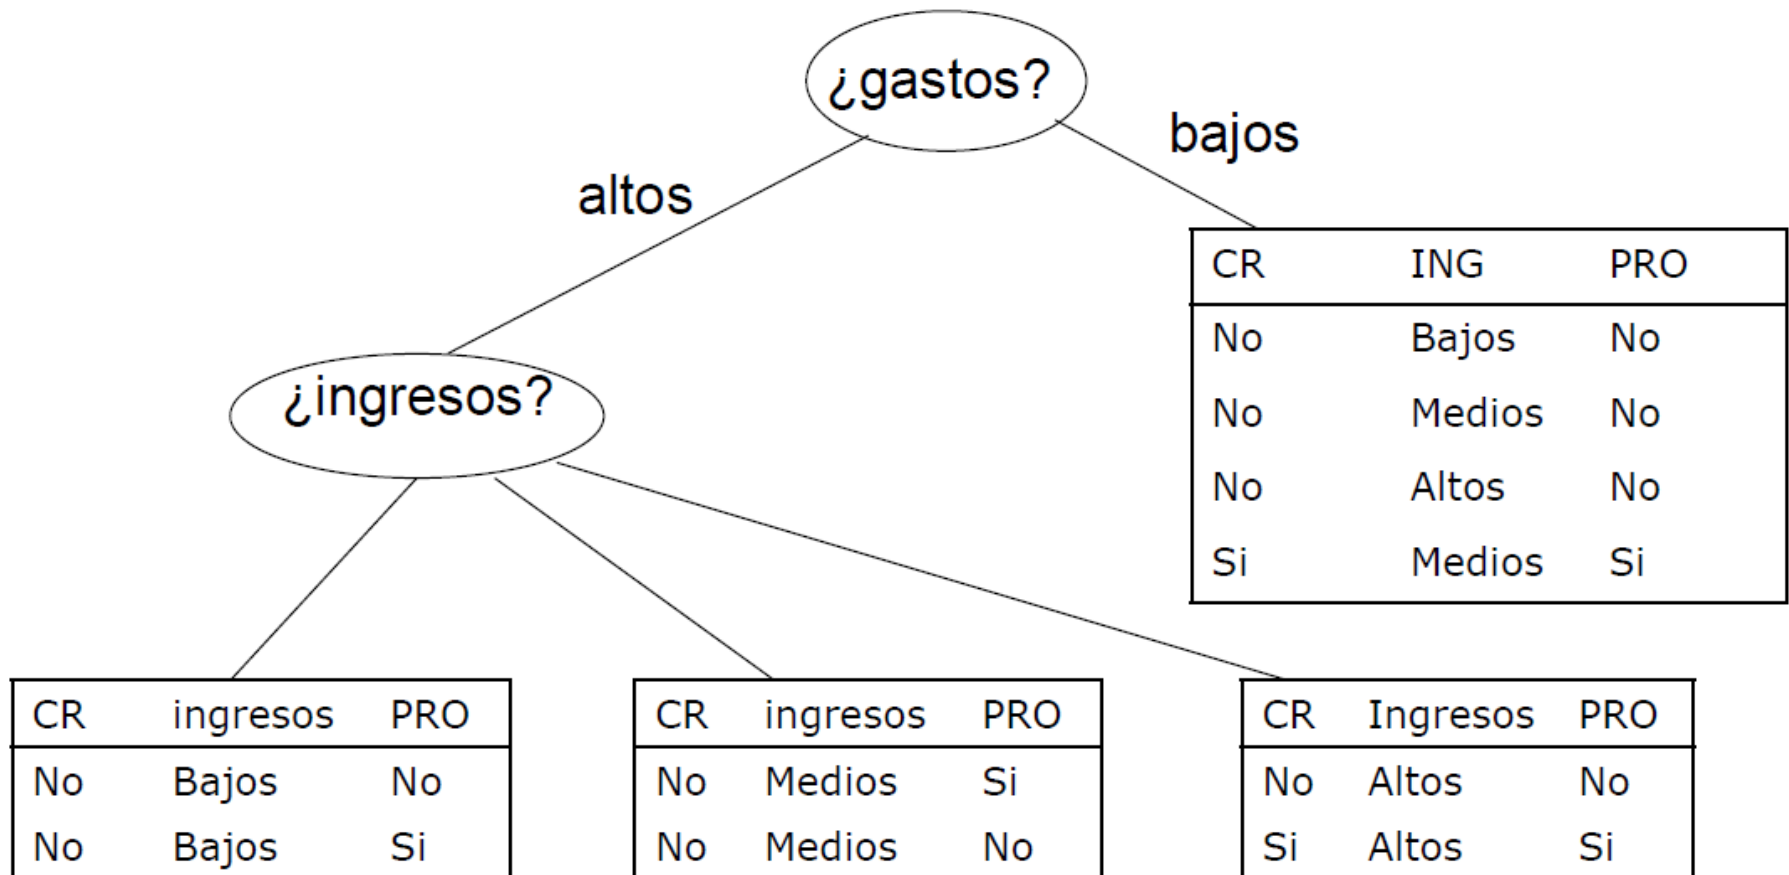 ¿gastos?
bajos
altos
CR ING PRO
No Bajos No
No Medios No
No Altos No
Si Medios Si
¿ingresos?
CR ingresos PRO
No Bajos No
No Bajos Si
CR ingresos PRO
No Medios Si
No Medios No
CR Ingresos PRO
No Altos No
Si Altos Si